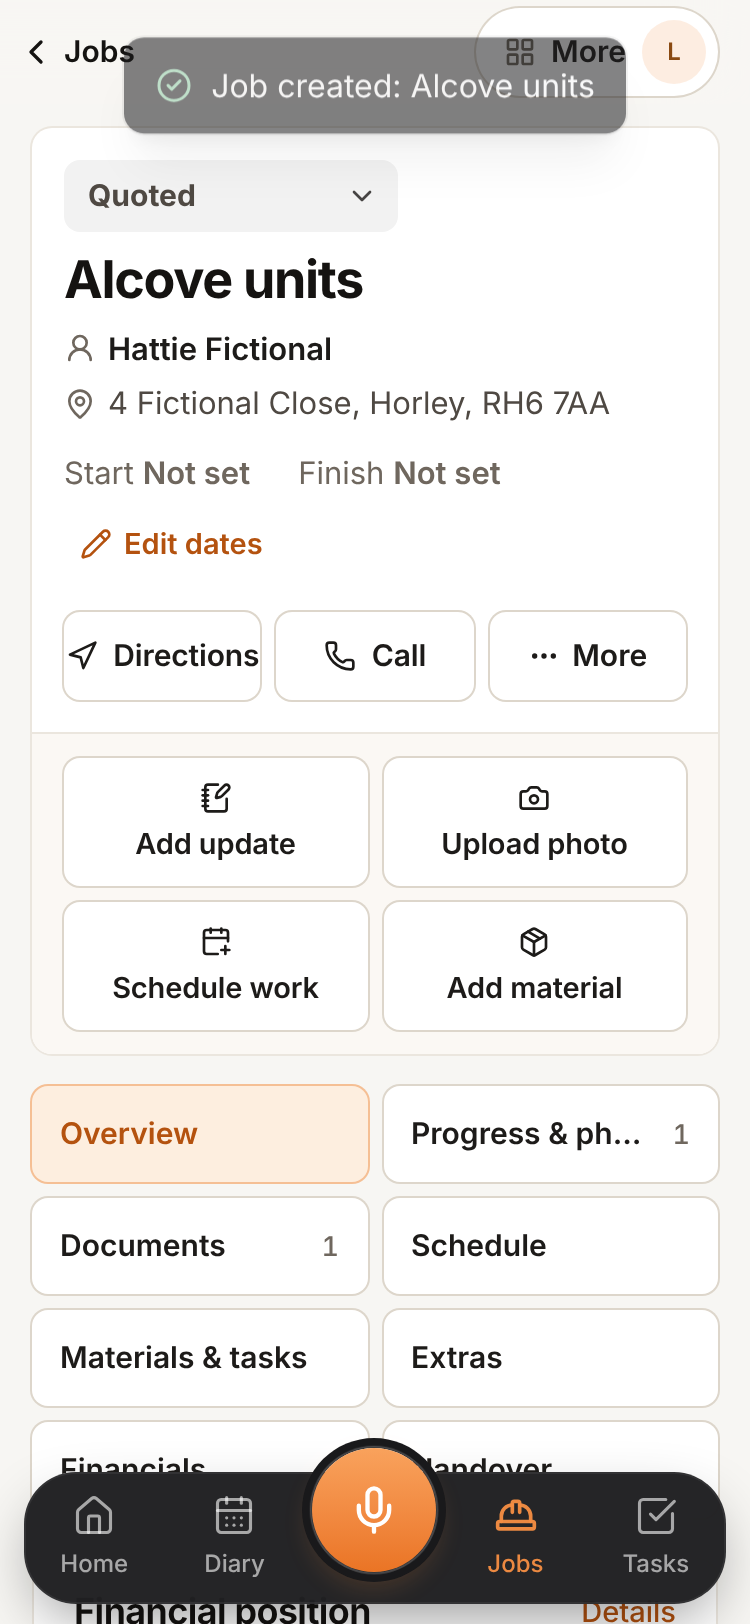 Jobs
More
L
Job created: Alcove units
Quoted
Alcove units
Hattie Fictional
4 Fictional Close, Horley, RH6 7AA
Start Not set Finish Not set
Edit dates
Directions
Call
More
Add update
Upload photo
Schedule work
Add material
Overview
Progress & ph... 1
Documents 1
Schedule
Materials & tasks
Extras
Financials
Handover
Home
Diary
Jobs
Tasks
Financial position
Details